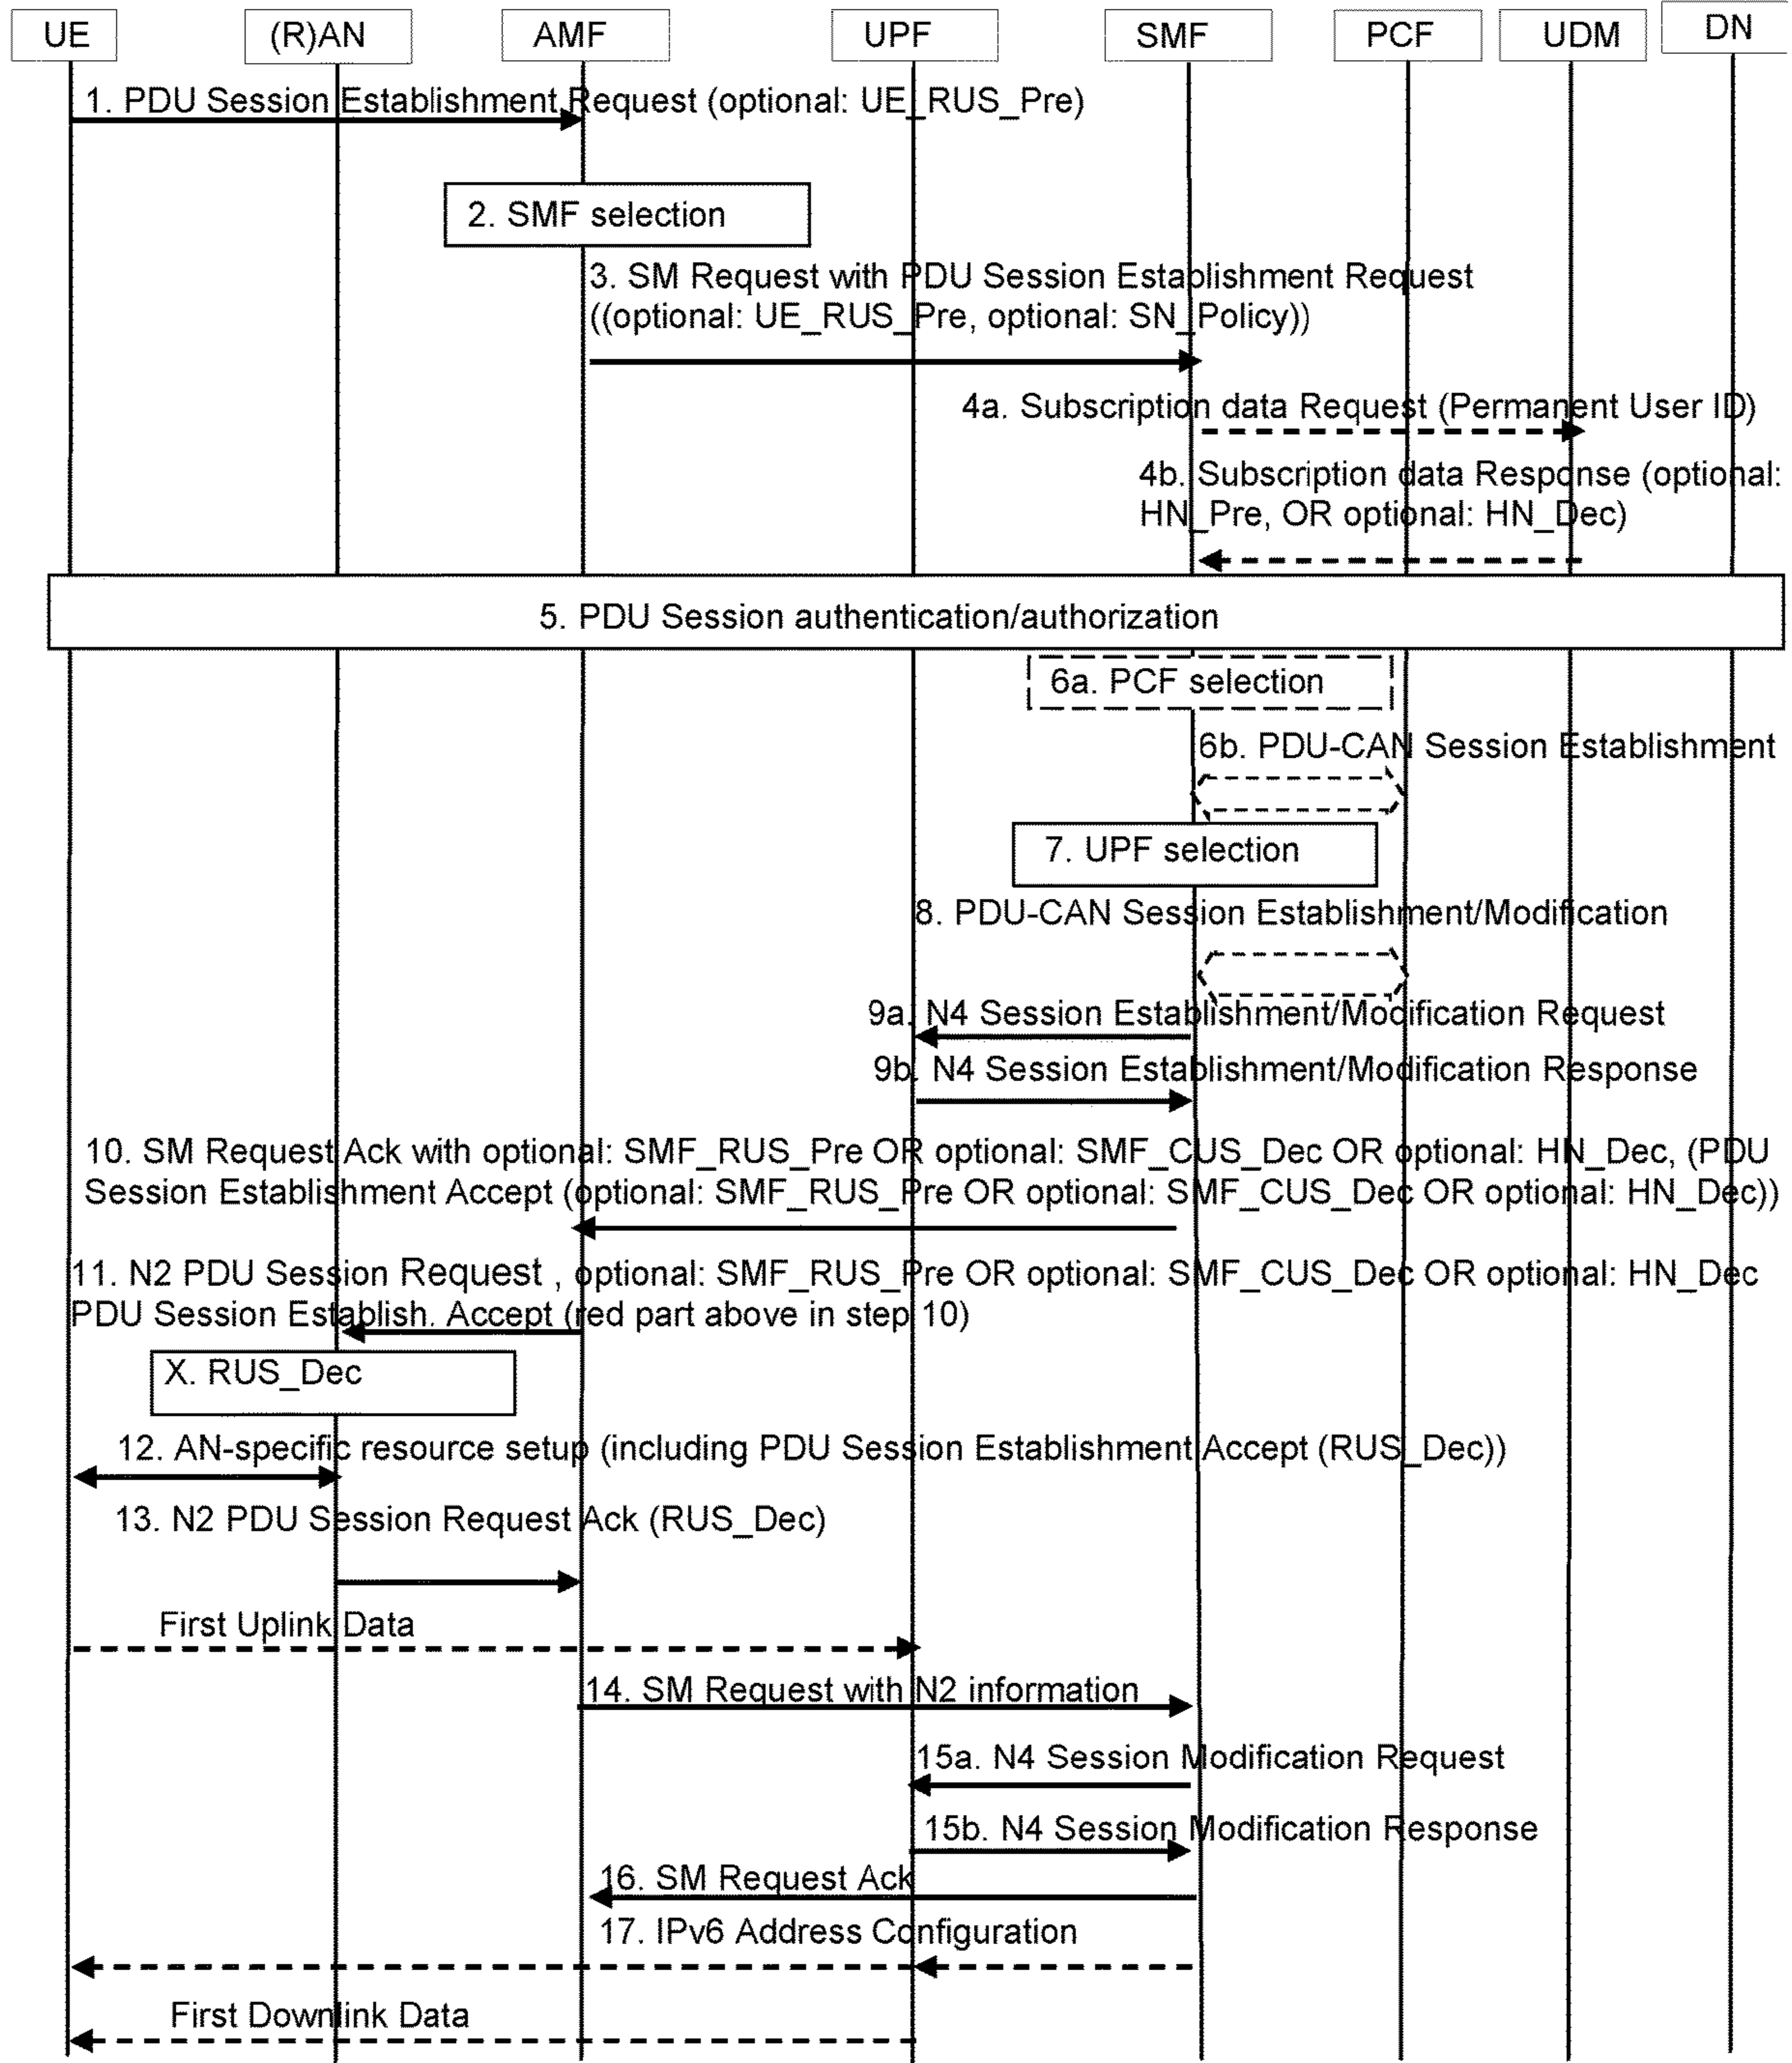 UE (R)AN AMF UPF SMF PCF UDM DN
1. PDU Session Establishment Request (optional: UE_RUS_Pre)
2. SMF selection
3. SM Request with PDU Session Establishment Request
((optional: UE_RUS_Pre, optional: SN_Policy))
4a. Subscription data Request (Permanent User ID)
4b. Subscription data Response (optional:
HN_Pre, OR optional: HN_Dec)
5. PDU Session authentication/authorization
6a. PCF selection
6b. PDU-CAN Session Establishment
7. UPF selection
8. PDU-CAN Session Establishment/Modification
9a. N4 Session Establishment/Modification Request
9b. N4 Session Establishment/Modification Response
10. SM Request Ack with optional: SMF_RUS_Pre OR optional: SMF_CUS_Dec OR optional: HN_Dec, (PDU
Session Establishment Accept (optional: SMF_RUS_Pre OR optional: SMF_CUS_Dec OR optional: HN_Dec))
11. N2 PDU Session Request , optional: SMF_RUS_Pre OR optional: SMF_CUS_Dec OR optional: HN_Dec
PDU Session Establish. Accept (red part above in step 10)
X. RUS_Dec
12. AN-specific resource setup (including PDU Session Establishment Accept (RUS_Dec))
13. N2 PDU Session Request Ack (RUS_Dec)
First Uplink Data
14. SM Request with N2 information
15a. N4 Session Modification Request
15b. N4 Session Modification Response
16. SM Request Ack
17. IPv6 Address Configuration
First Downlink Data